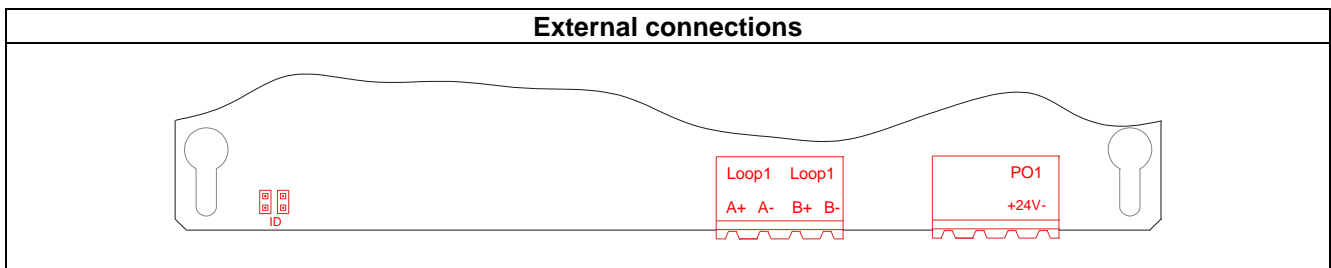 External connections
Loop1 Loop1 PO1
A+ A- B+ B- +24V-
ID